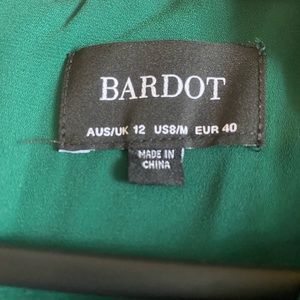 BARDOT
AUS/UK 12 US8/M EUR 40
MADE IN
CHINA